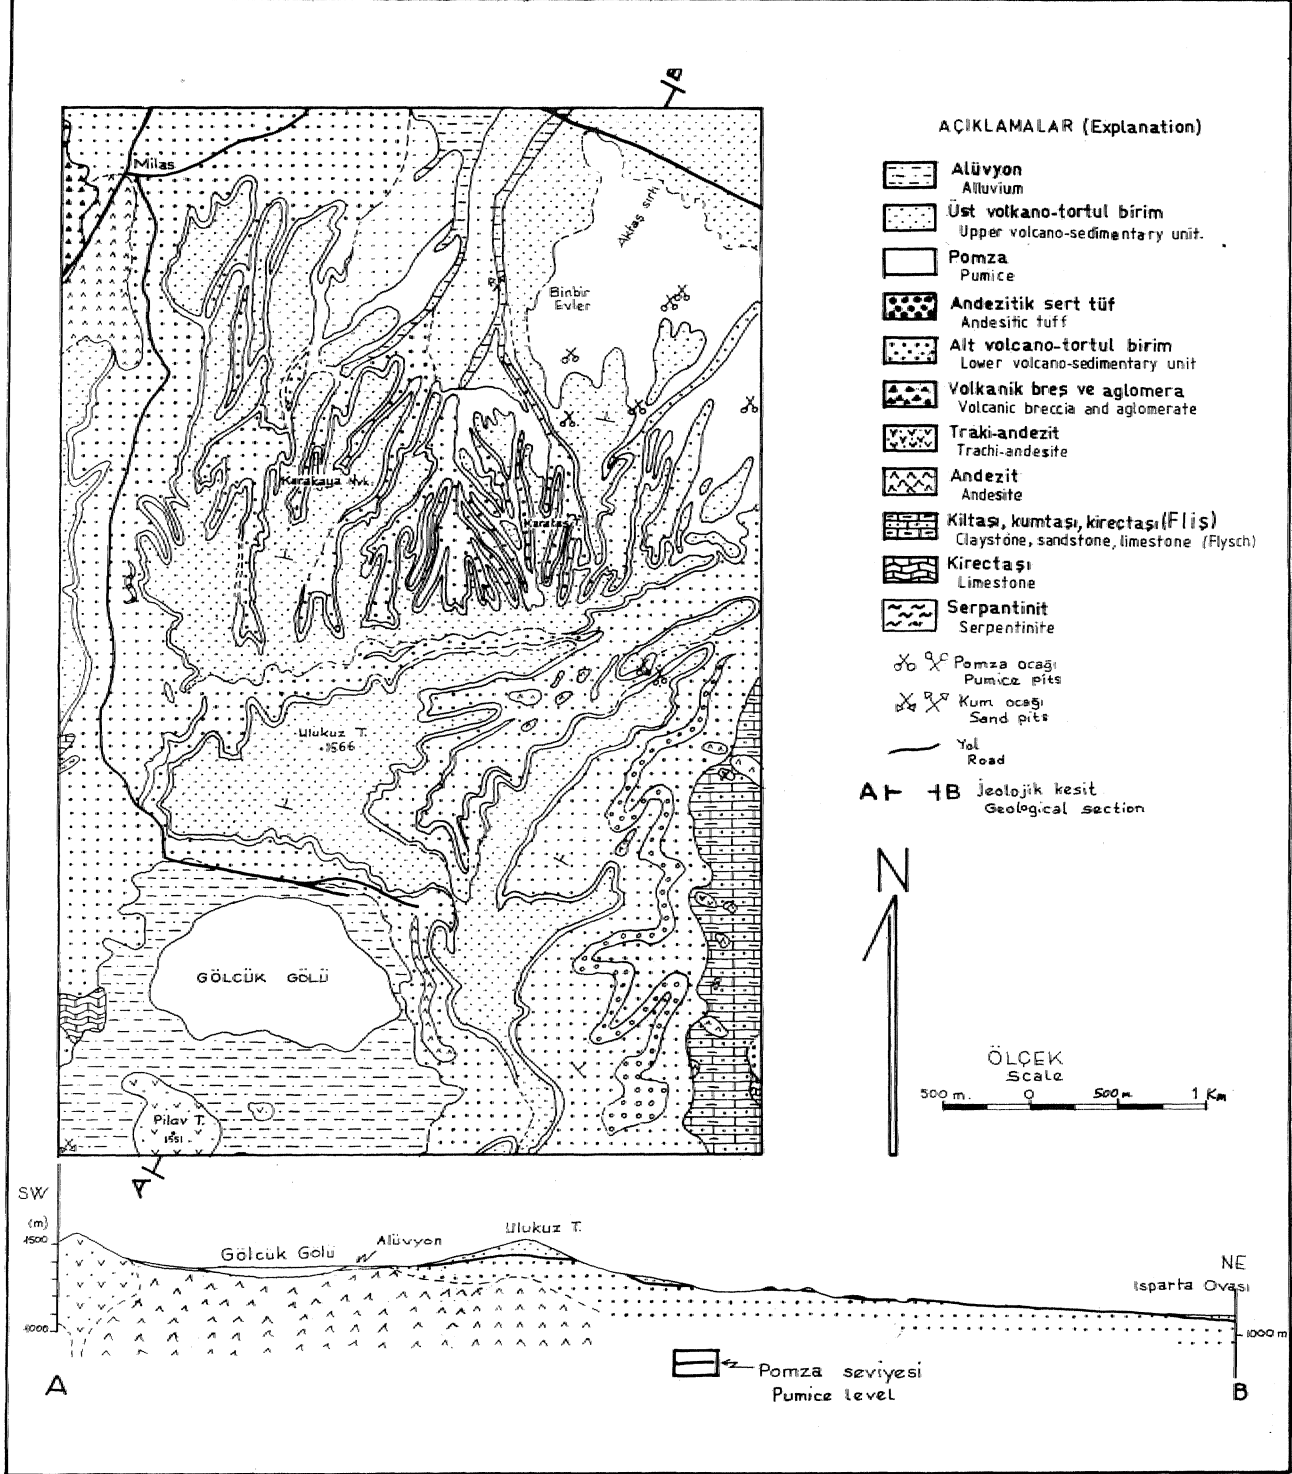 B
Milas
Aktaş sırtı
Binbir
Evler
Karakaya Mvk.
Karataş T.
Ulukuz T.
.1566
GÖLCÜK GÖLÜ
Pilav T.
1551
A
AÇIKLAMALAR (Explanation)
Alüvyon
Alluvium
Üst volkano-tortul birim
Upper volcano-sedimentary unit.
Pomza
Pumice
Andezitik sert tüf
Andesitic tuff
Alt volcano-tortul birim
Lower volcano-sedimentary unit
Volkanik breş ve aglomera
Volcanic breccia and aglomerate
Traki-andezit
Trachi-andesite
Andezit
Andesite
Kiltaşı, kumtaşı, kirectaşı (Fliş)
Claystone, sandstone, limestone (Flysch)
Kirectaşı
Limestone
Serpantinit
Serpentinite
Pomza ocağı
Pumice pits
Kum ocağı
Sand pits
Yol
Road
A B jeolojik kesit
Geological section
N
ÖLÇEK
Scale
500 m. 0 500 m 1 Km
SW
(m)
1500
1000
Gölcük Gölü
Alüvyon
Ulukuz T.
NE
Isparta Ovası
1000 m
A
B
Pomza seviyesi
Pumice level